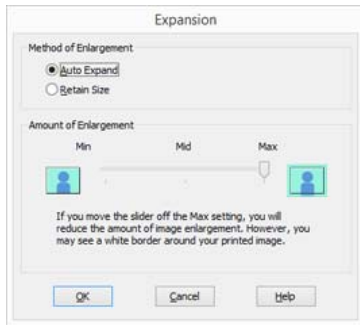 Expansion
Method of Enlargement
Auto Expand
Retain Size
Amount of Enlargement
Min Mid Max
If you move the slider off the Max setting, you will
reduce the amount of image enlargement. However, you
may see a white border around your printed image.
OK Cancel Help